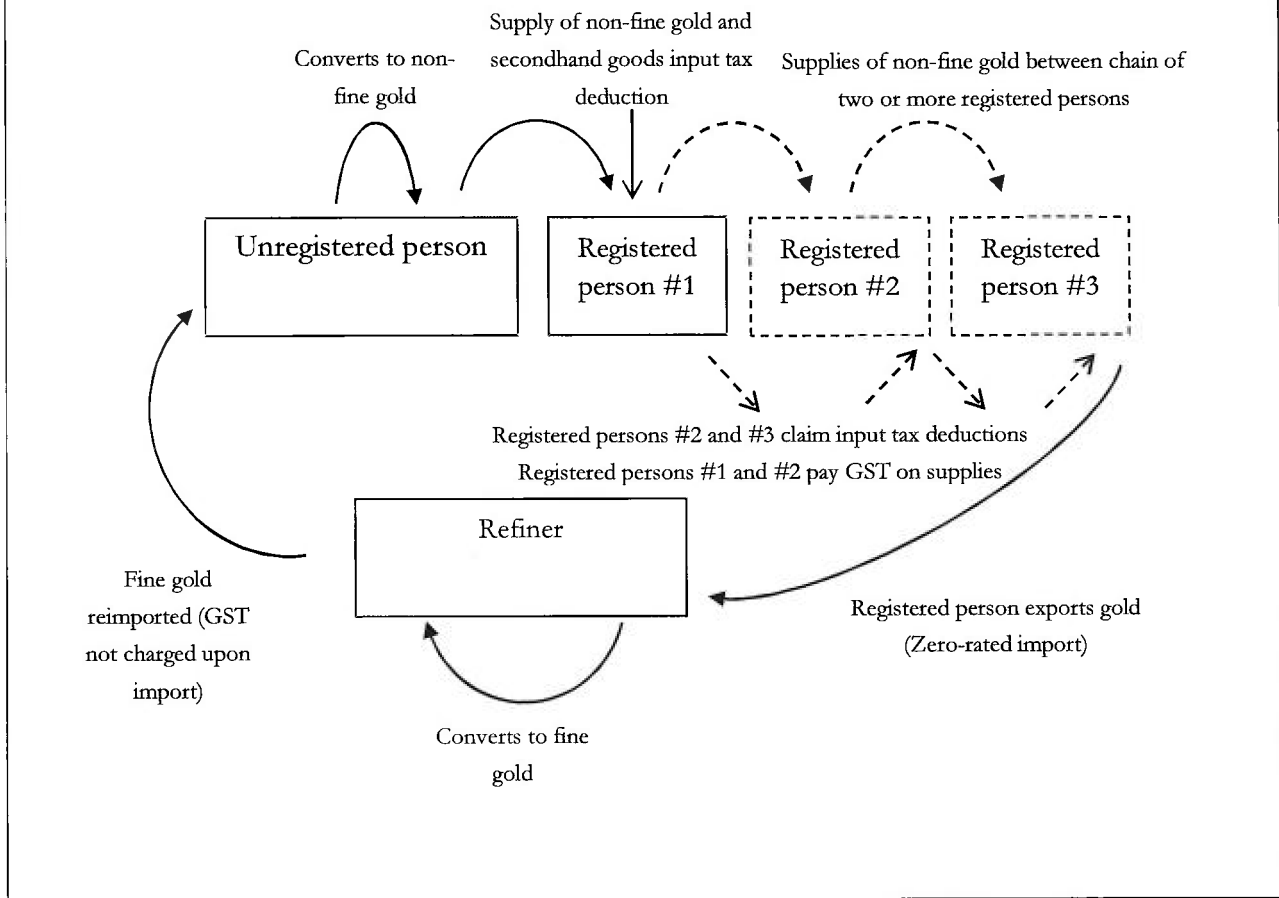 Converts to non-
fine gold
Supply of non-fine gold and
secondhand goods input tax
deduction
Supplies of non-fine gold between chain of
two or more registered persons
Unregistered person
Registered
person #1
Registered
person #2
Registered
person #3
Registered persons #2 and #3 claim input tax deductions
Registered persons #1 and #2 pay GST on supplies
Refiner
Fine gold
reimported (GST
not charged upon
import)
Registered person exports gold
(Zero-rated import)
Converts to fine
gold